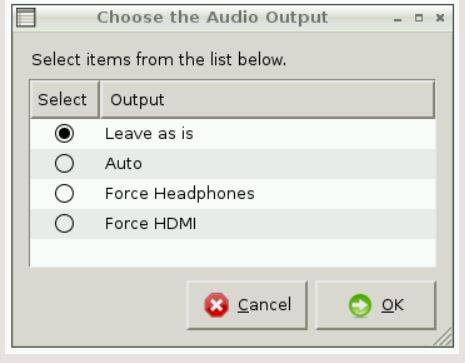 Choose the Audio Output
Select items from the list below.
Select Output
Leave as is
Auto
Force Headphones
Force HDMI
Cancel OK